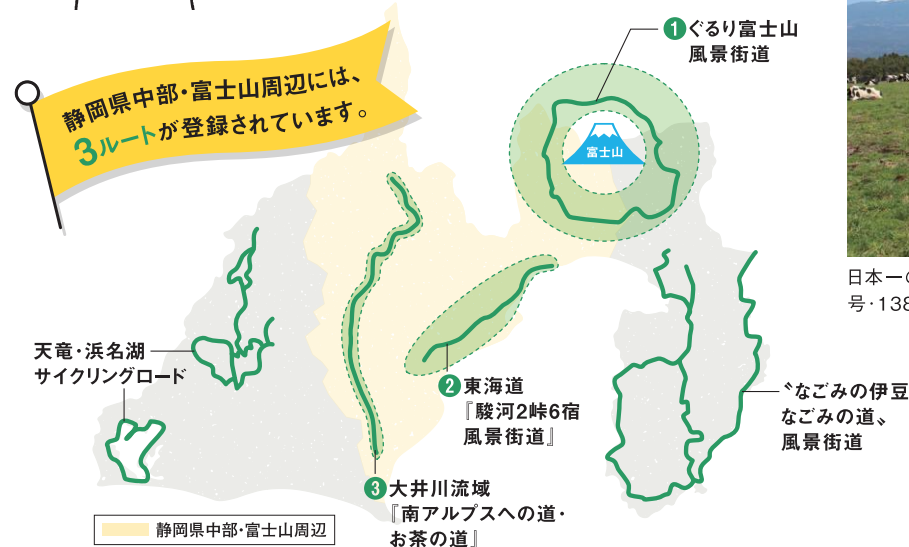 静岡県中部・富士山周辺には、
3ルートが登録されています。
1ぐるり富士山
風景街道
富士山
日本一の
号・138
天竜・浜名湖
サイクリングロード
2東海道
『駿河2峠6宿
風景街道』
〝なごみの伊豆
なごみの道〟
風景街道
3大井川流域
『南アルプスへの道・
お茶の道』
静岡県中部・富士山周辺